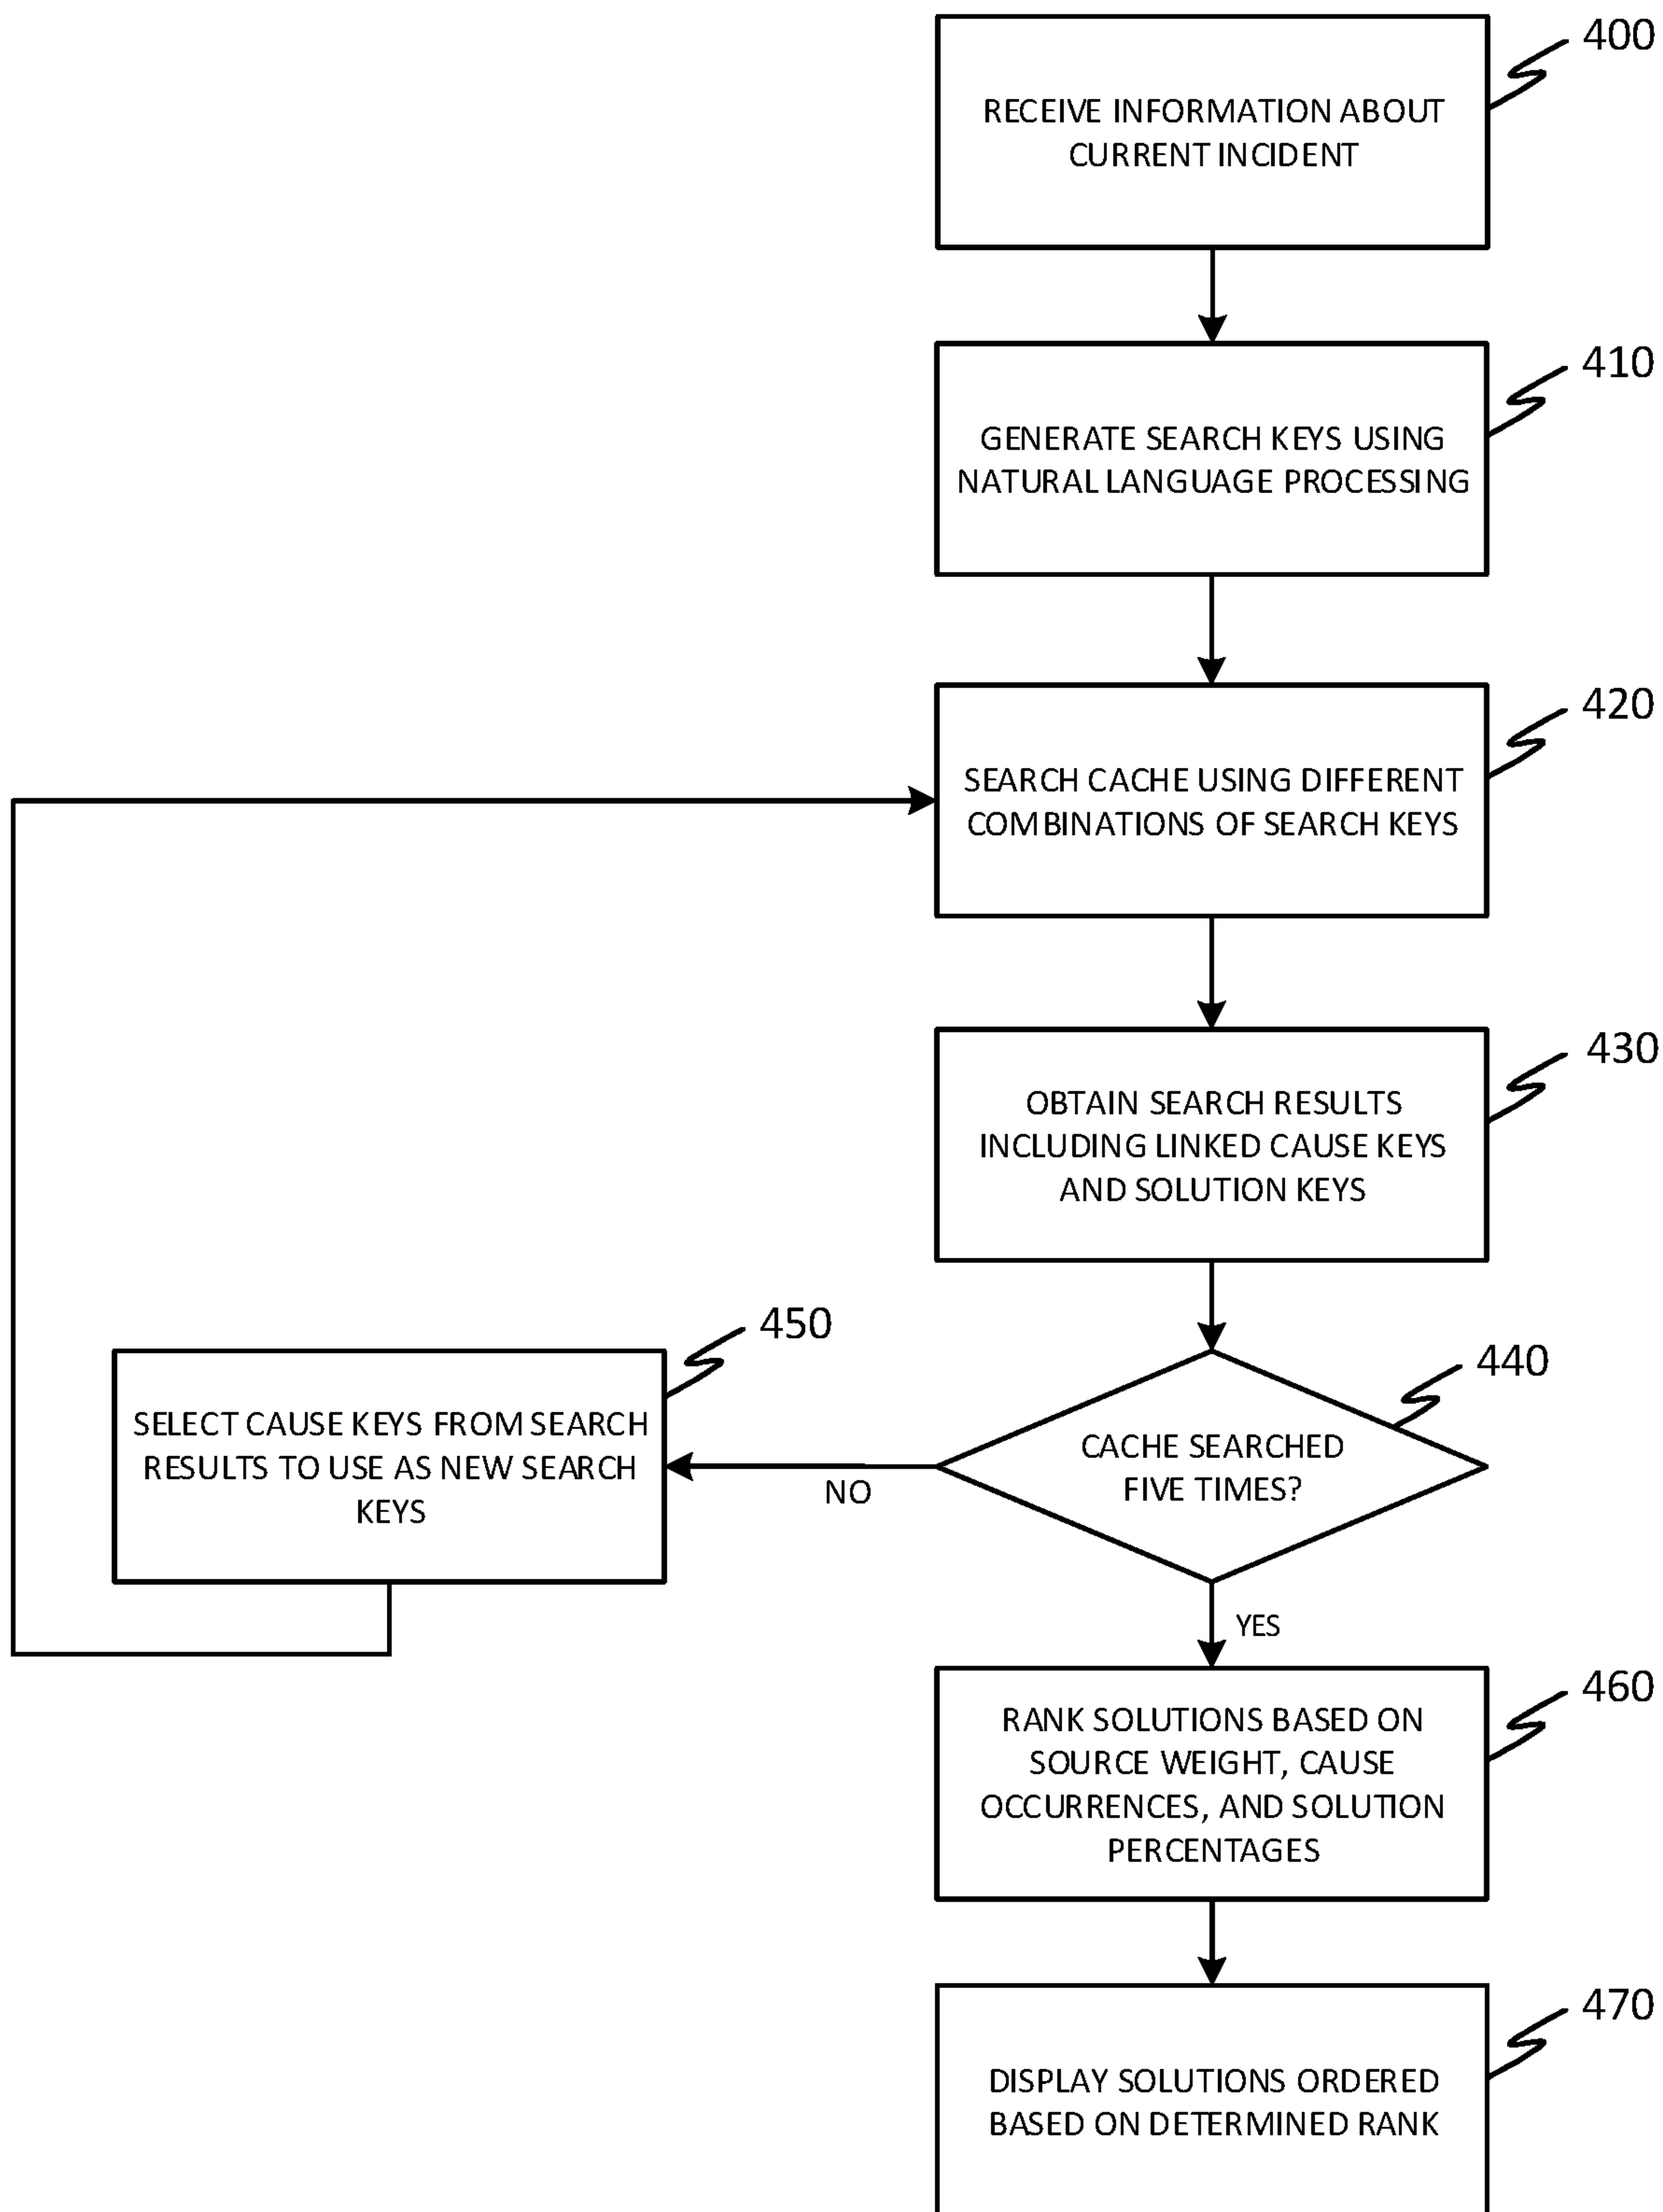 400
RECEIVE INFORMATION ABOUT
CURRENT INCIDENT
410
GENERATE SEARCH KEYS USING
NATURAL LANGUAGE PROCESSING
420
SEARCH CACHE USING DIFFERENT
COMBINATIONS OF SEARCH KEYS
430
OBTAIN SEARCH RESULTS
INCLUDING LINKED CAUSE KEYS
AND SOLUTION KEYS
440
CACHE SEARCHED
FIVE TIMES?
NO
450
SELECT CAUSE KEYS FROM SEARCH
RESULTS TO USE AS NEW SEARCH
KEYS
YES
460
RANK SOLUTIONS BASED ON
SOURCE WEIGHT, CAUSE
OCCURRENCES, AND SOLUTION
PERCENTAGES
470
DISPLAY SOLUTIONS ORDERED
BASED ON DETERMINED RANK